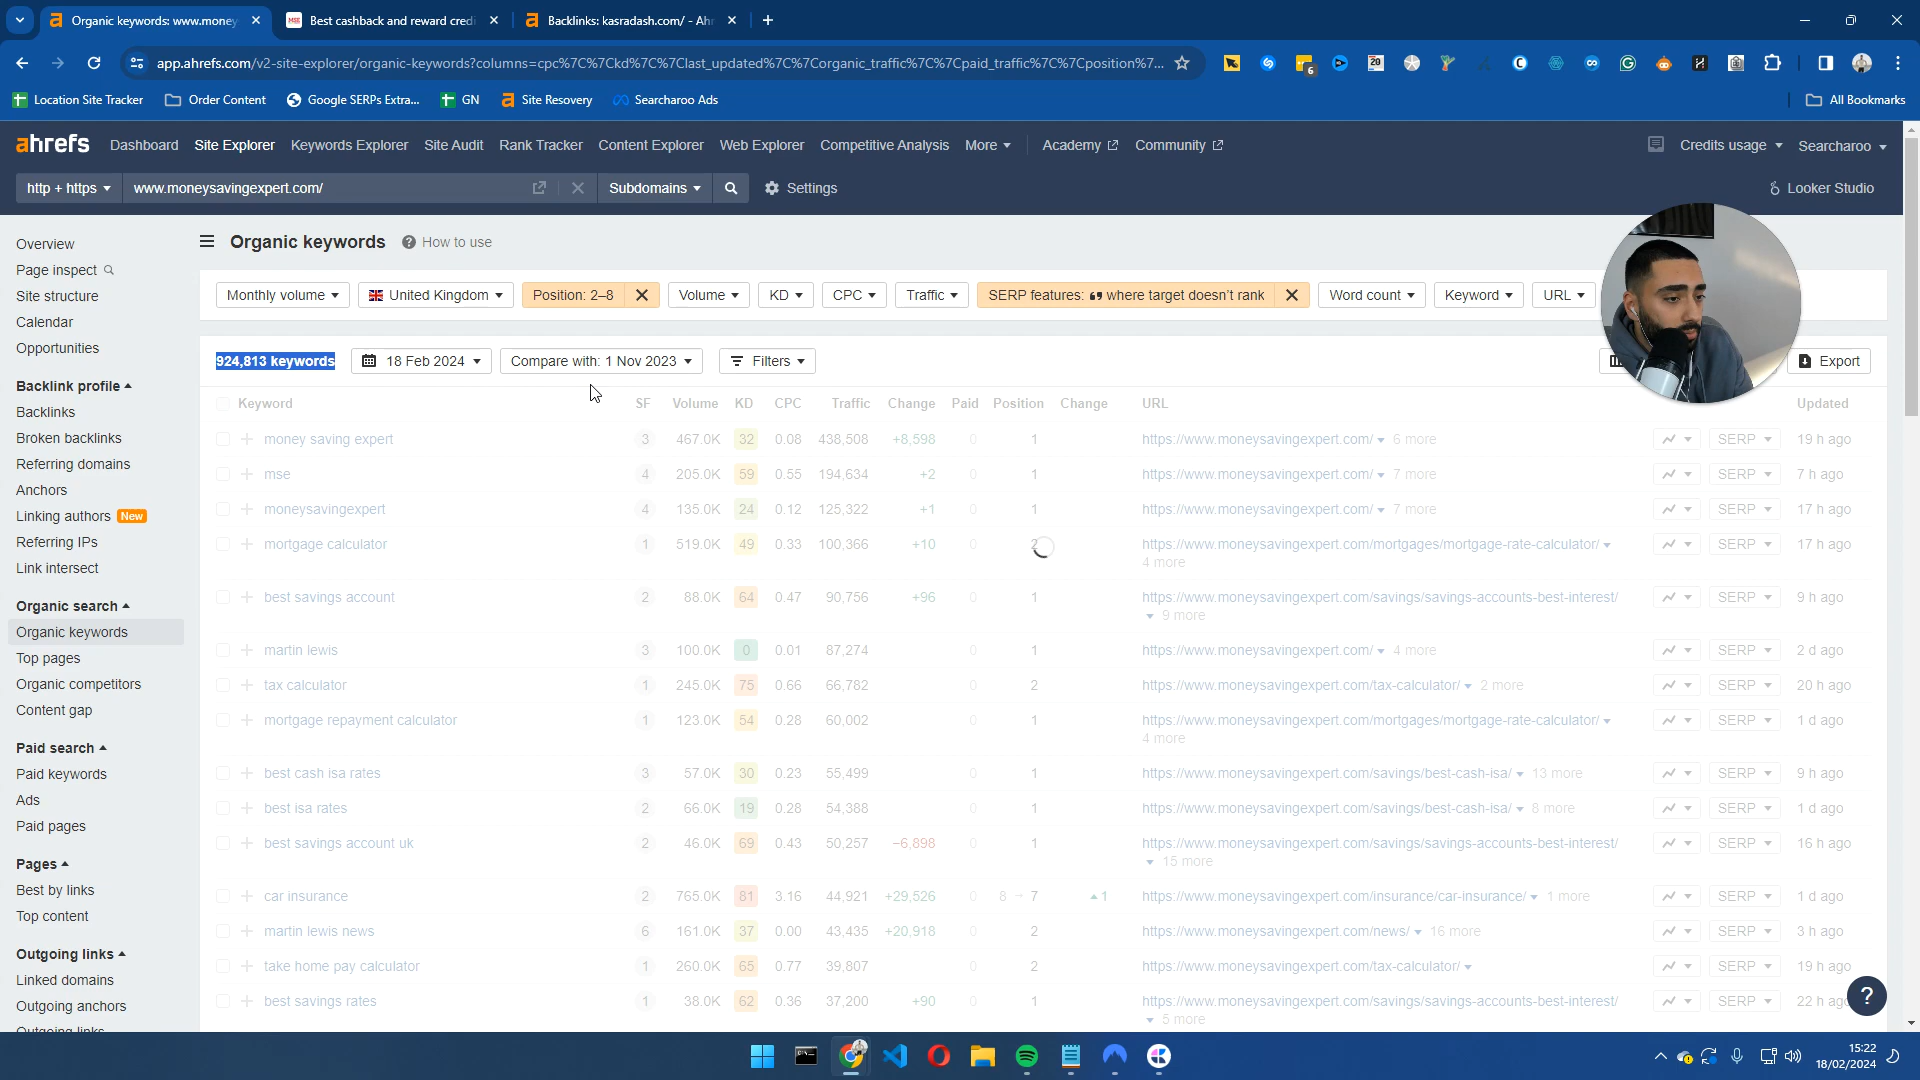 Organic keywords: www.money
Best cashback and reward credi
Backlinks: kasradash.com/ - Ah
app.ahrefs.com/v2-site-explorer/organic-keywords?columns=cpc%7C%7Ckd%7C%7Clast_updated%7C%7Corganic_traffic%7C%7Cpaid_traffic%7C%7Cposition%7...
Location Site Tracker
Order Content
Google SERPs Extra...
GN
Site Recovery
Searcharoo Ads
All Bookmarks
ahrefs Dashboard Site Explorer Keywords Explorer Site Audit Rank Tracker Content Explorer Web Explorer Competitive Analysis More Academy Community Credits usage Searcharoo
http + https www.moneysavingexpert.com/ Subdomains Settings Looker Studio
Overview
Page inspect
Site structure
Calendar
Opportunities
Backlink profile
Backlinks
Broken backlinks
Referring domains
Anchors
Linking authors New
Referring IPs
Link intersect
Organic search
Organic keywords
Top pages
Organic competitors
Content gap
Paid search
Paid keywords
Ads
Paid pages
Pages
Best by links
Top content
Outgoing links
Linked domains
Outgoing anchors
Outgoing links
Organic keywords ? How to use
Monthly volume United Kingdom Position: 2–8 Volume KD CPC Traffic SERP features: where target doesn't rank Word count Keyword URL
924,813 keywords 18 Feb 2024 Compare with: 1 Nov 2023 Filters Export
Keyword SF Volume KD CPC Traffic Change Paid Position Change URL Updated
money saving expert 3 467.0K 32 0.08 438,508 +8,598 0 1 https://www.moneysavingexpert.com/ 6 more SERP 19 h ago
mse 4 205.0K 59 0.55 194,634 +2 0 1 https://www.moneysavingexpert.com/ 7 more SERP 7 h ago
moneysavingexpert 4 135.0K 24 0.12 125,322 +1 0 1 https://www.moneysavingexpert.com/ 7 more SERP 17 h ago
mortgage calculator 1 519.0K 49 0.33 100,366 +10 0 2 https://www.moneysavingexpert.com/mortgages/mortgage-rate-calculator/ SERP 17 h ago
4 more
best savings account 2 88.0K 64 0.47 90,756 +96 0 1 https://www.moneysavingexpert.com/savings/savings-accounts-best-interest/ SERP 9 h ago
9 more
martin lewis 3 100.0K 0 0.01 87,274 0 1 https://www.moneysavingexpert.com/ 4 more SERP 2 d ago
tax calculator 1 245.0K 75 0.66 66,782 0 2 https://www.moneysavingexpert.com/tax-calculator/ 2 more SERP 20 h ago
mortgage repayment calculator 1 123.0K 54 0.28 60,002 0 1 https://www.moneysavingexpert.com/mortgages/mortgage-rate-calculator/ SERP 1 d ago
4 more
best cash isa rates 3 57.0K 30 0.23 55,499 0 1 https://www.moneysavingexpert.com/savings/best-cash-isa/ 13 more SERP 9 h ago
best isa rates 2 66.0K 19 0.28 54,388 0 1 https://www.moneysavingexpert.com/savings/best-cash-isa/ 8 more SERP 1 d ago
best savings account uk 2 46.0K 69 0.43 50,257 −6,898 0 1 https://www.moneysavingexpert.com/savings/savings-accounts-best-interest/ SERP 16 h ago
15 more
car insurance 2 765.0K 81 3.16 44,921 +29,526 0 8 → 7 1 https://www.moneysavingexpert.com/insurance/car-insurance/ 1 more SERP 1 d ago
martin lewis news 6 161.0K 37 0.00 43,435 +20,918 0 2 https://www.moneysavingexpert.com/news/ 16 more SERP 3 h ago
take home pay calculator 1 260.0K 65 0.77 39,807 0 2 https://www.moneysavingexpert.com/tax-calculator/ SERP 19 h ago
best savings rates 1 38.0K 62 0.36 37,200 +90 0 1 https://www.moneysavingexpert.com/savings/savings-accounts-best-interest/ SERP 22 h ag
5 more
?
15:22
18/02/2024